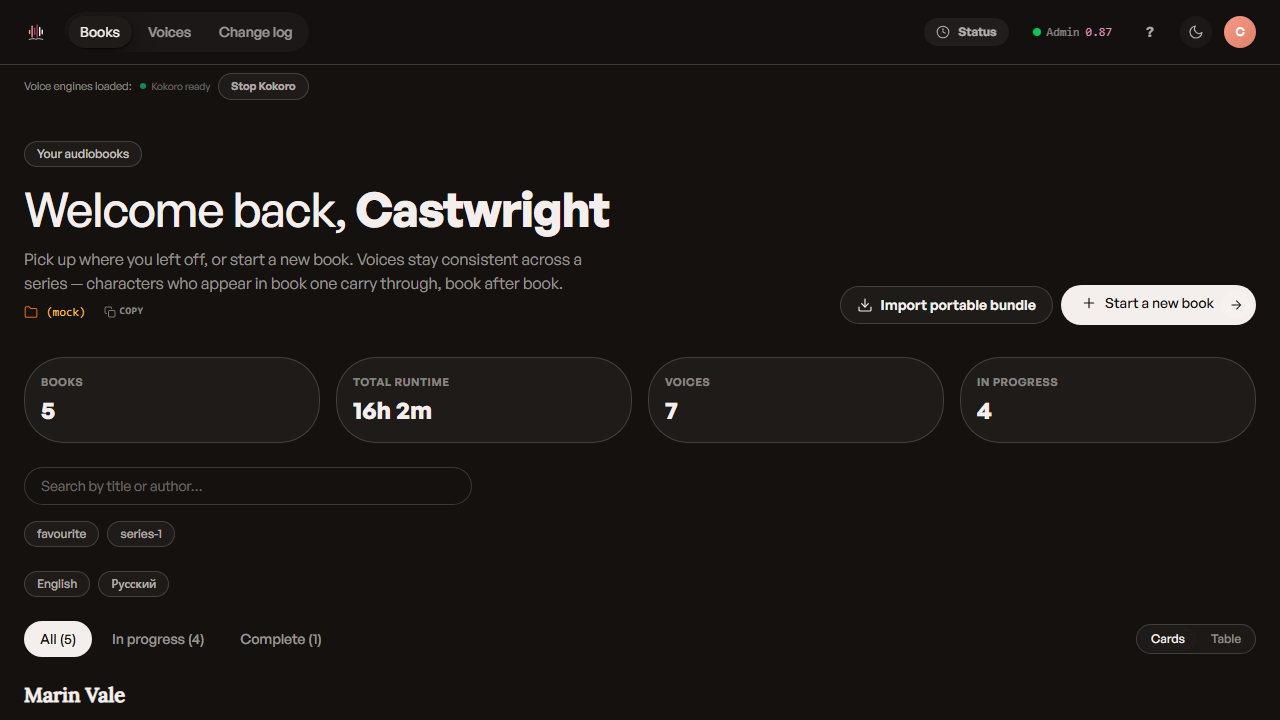 Books Voices Change log Status Admin 0.87 ? C
Voice engines loaded: Kokoro ready Stop Kokoro
Your audiobooks
Welcome back, Castwright
Pick up where you left off, or start a new book. Voices stay consistent across a
series — characters who appear in book one carry through, book after book.
(mock) COPY
Import portable bundle Start a new book
BOOKS
5
TOTAL RUNTIME
16h 2m
VOICES
7
IN PROGRESS
4
Search by title or author...
favourite series-1
English Русский
All (5) In progress (4) Complete (1) Cards Table
Marin Vale